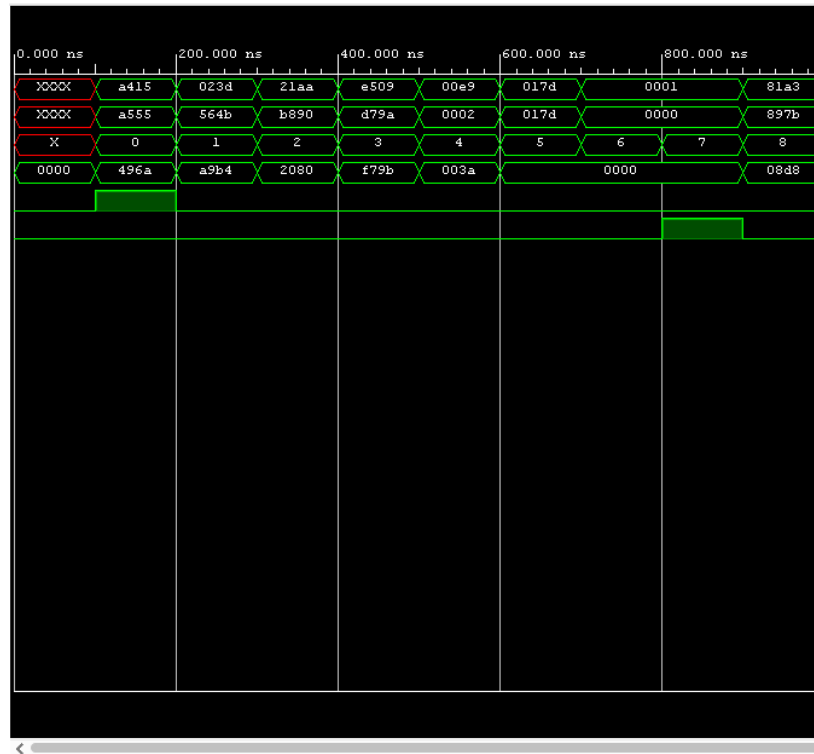 0.000 ns 200.000 ns 400.000 ns 600.000 ns 800.000 ns
XXXX a415 023d 21aa e509 00e9 017d 0001 81a3
XXXX a555 564b b890 d79a 0002 017d 0000 897b
X 0 1 2 3 4 5 6 7 8
0000 496a a9b4 2080 f79b 003a 0000 08d8